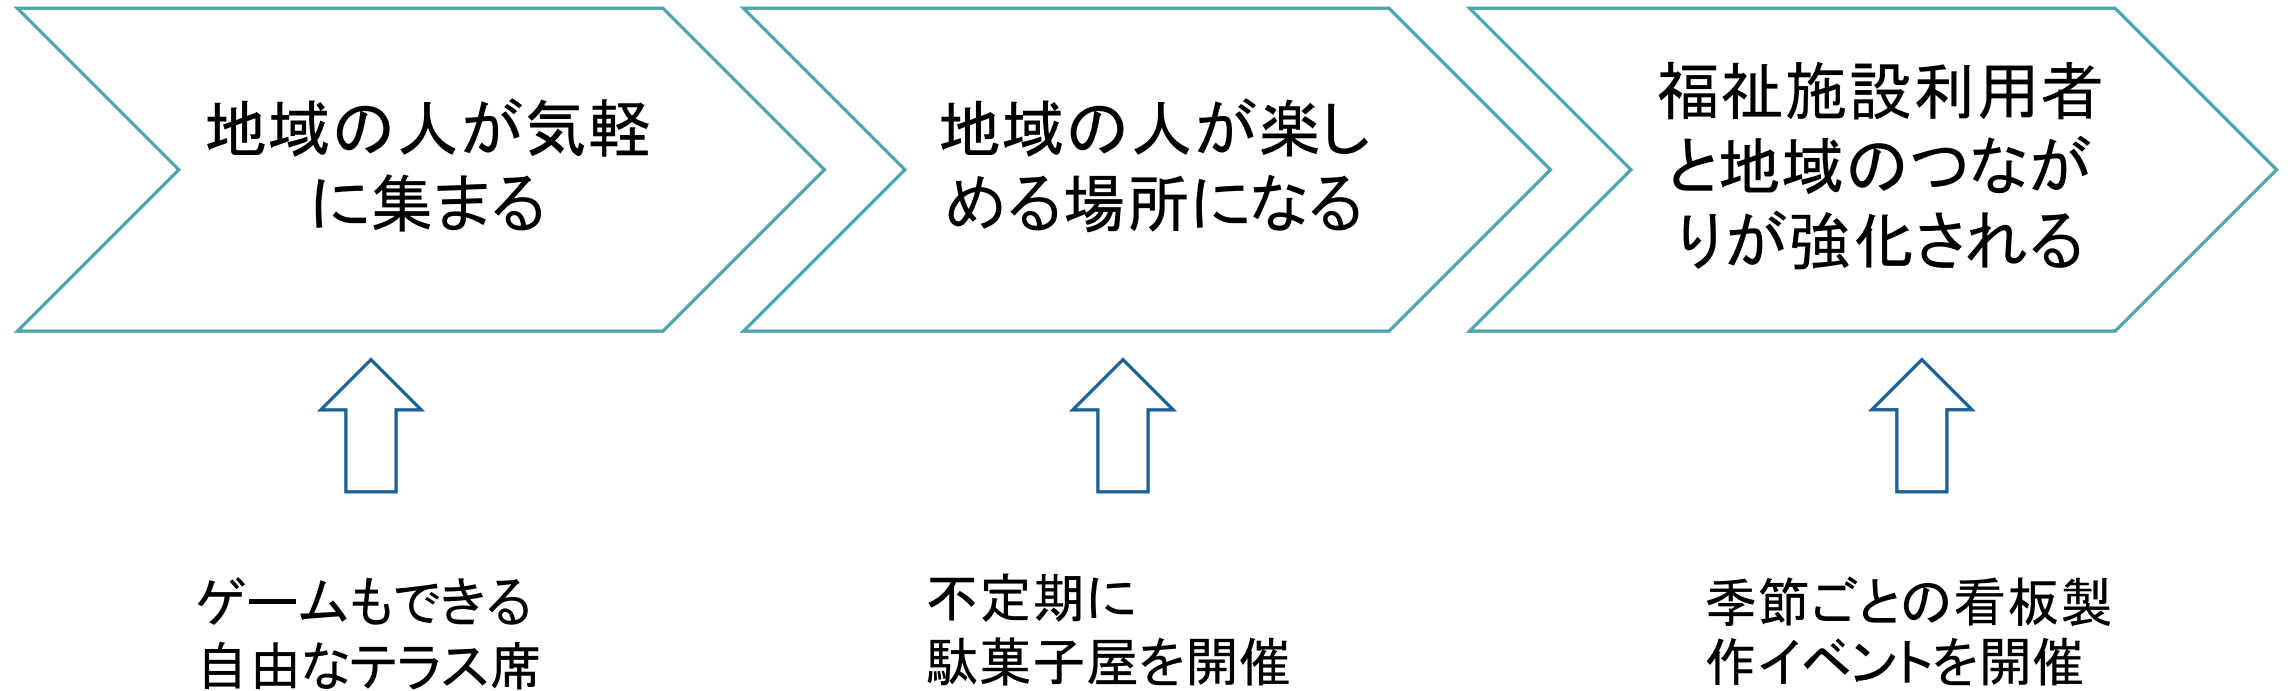 地域の人が気軽
に集まる
地域の人が楽し
める場所になる
福祉施設利用者
と地域のつなが
りが強化される
ゲームもできる
自由なテラス席
不定期に
駄菓子屋を開催
季節ごとの看板製
作イベントを開催